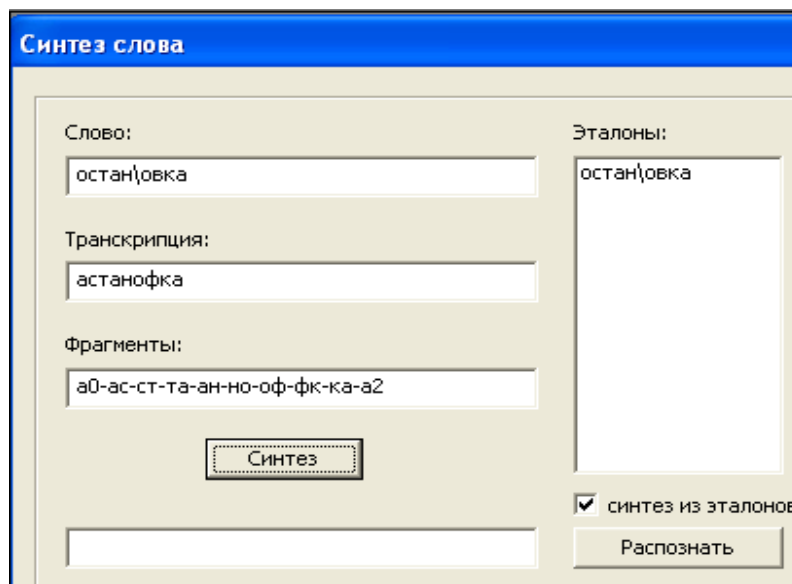 Синтез слова
Слово:
остан\овка
Транскрипция:
астанофка
Фрагменты:
а0-ас-ст-та-ан-но-оф-фк-ка-а2
Синтез
Эталоны:
остан\овка
синтез из эталонов
Распознать